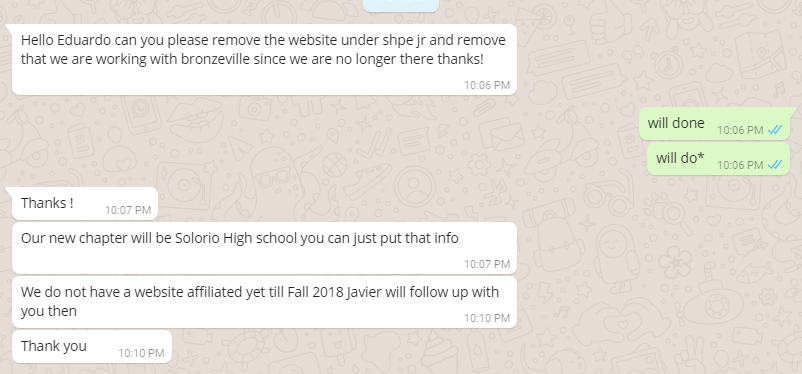 Hello Eduardo can you please remove the website under shpe jr and remove
that we are working with bronzeville since we are no longer there thanks!
10:06 PM
will done 10:06 PM
will do* 10:06 PM
Thanks ! 10:07 PM
Our new chapter will be Solorio High school you can just put that info
10:07 PM
We do not have a website affiliated yet till Fall 2018 Javier will follow up with
you then 10:10 PM
Thank you 10:10 PM